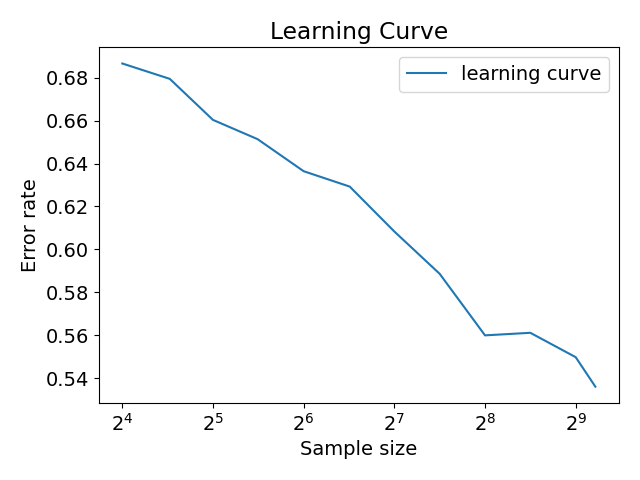 Learning Curve
learning curve
Error rate
0.68
0.66
0.64
0.62
0.60
0.58
0.56
0.54
2⁴ 2⁵ 2⁶ 2⁷ 2⁸ 2⁹
Sample size